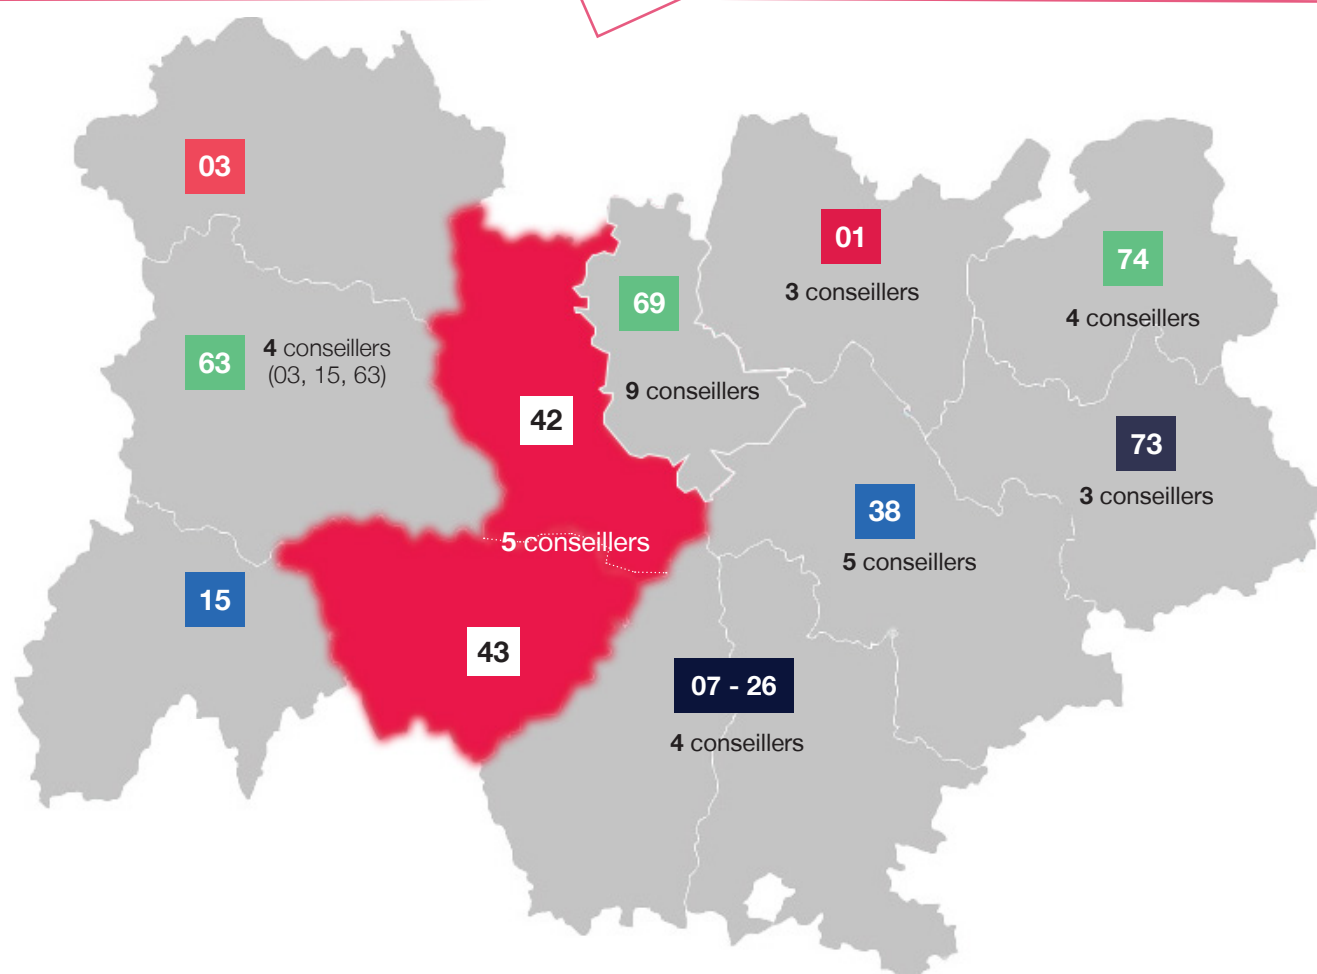 03
01
3 conseillers
74
4 conseillers
69
9 conseillers
63
4 conseillers
(03, 15, 63)
42
73
3 conseillers
38
5 conseillers
5 conseillers
15
43
07 - 26
4 conseillers